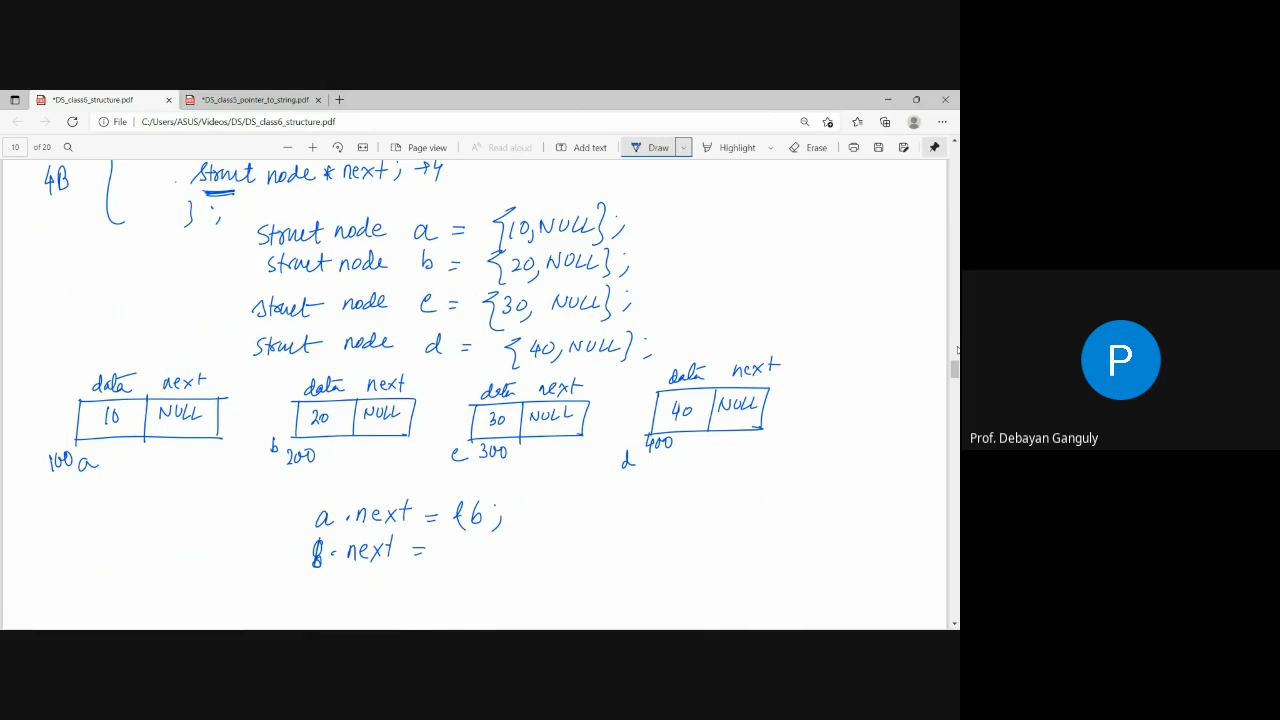 *DS_class6_structure.pdf
*DS_class5_pointer_to_string.pdf
File C:/Users/ASUS/Videos/DS/DS_class6_structure.pdf
10 of 20 Page view Read aloud Add text Draw Highlight Erase
4B struct node * next; → 4
};
struct node a = {10, NULL};
struct node b = {20, NULL};
struct node c = {30, NULL};
struct node d = {40, NULL};
data next data next data next data next
10 NULL 20 NULL 30 NULL 40 NULL
100 a b 200 c 300 d 400
a.next = &b;
b.next =
P
Prof. Debayan Ganguly